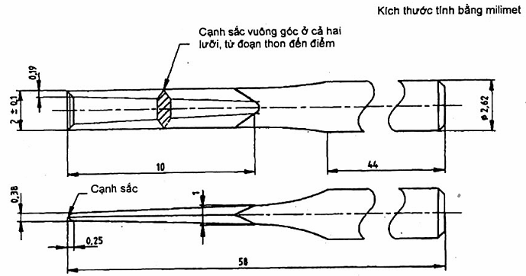 Kích thước tính bằng milimet
Cạnh sắc vuông góc ở cả hai
lưỡi, từ đoạn thon đến điểm
0,19
2 ± 0,1
ø 2,62
10
44
Cạnh sắc
0,38
1
0,25
58